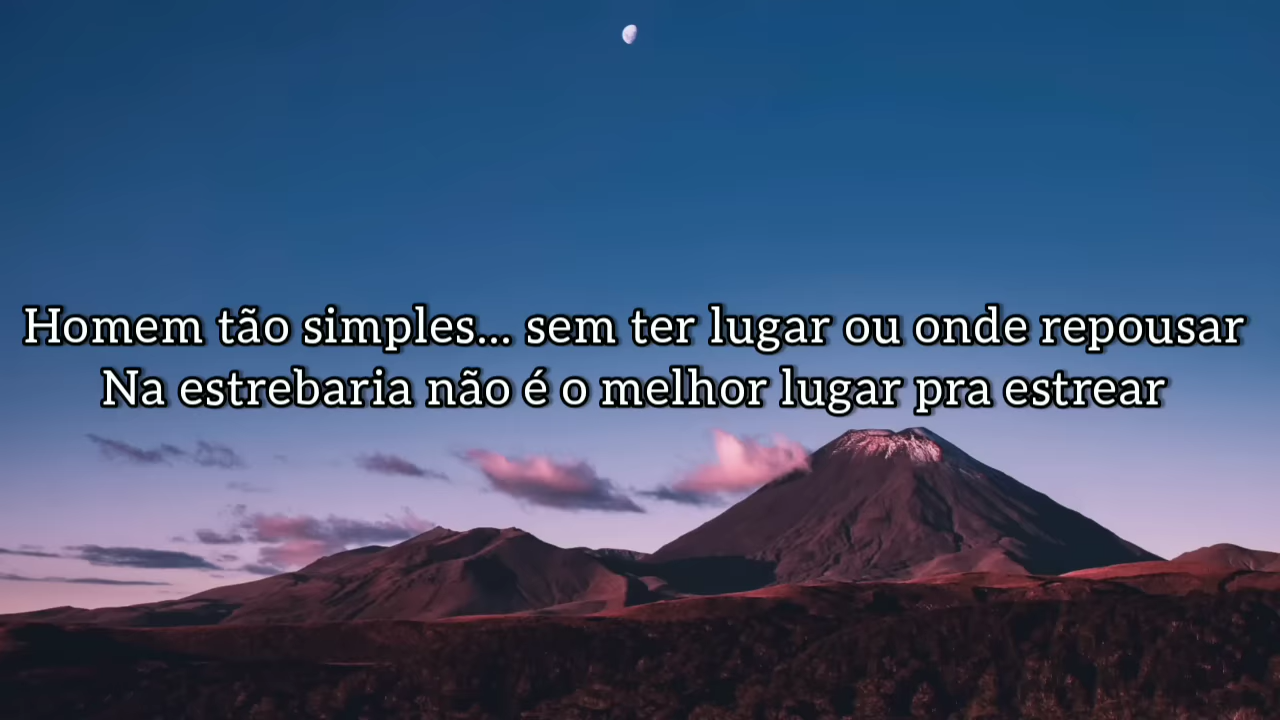 Homem tão simples... sem ter lugar ou onde repousar
Na estrebaria não é o melhor lugar pra estrear